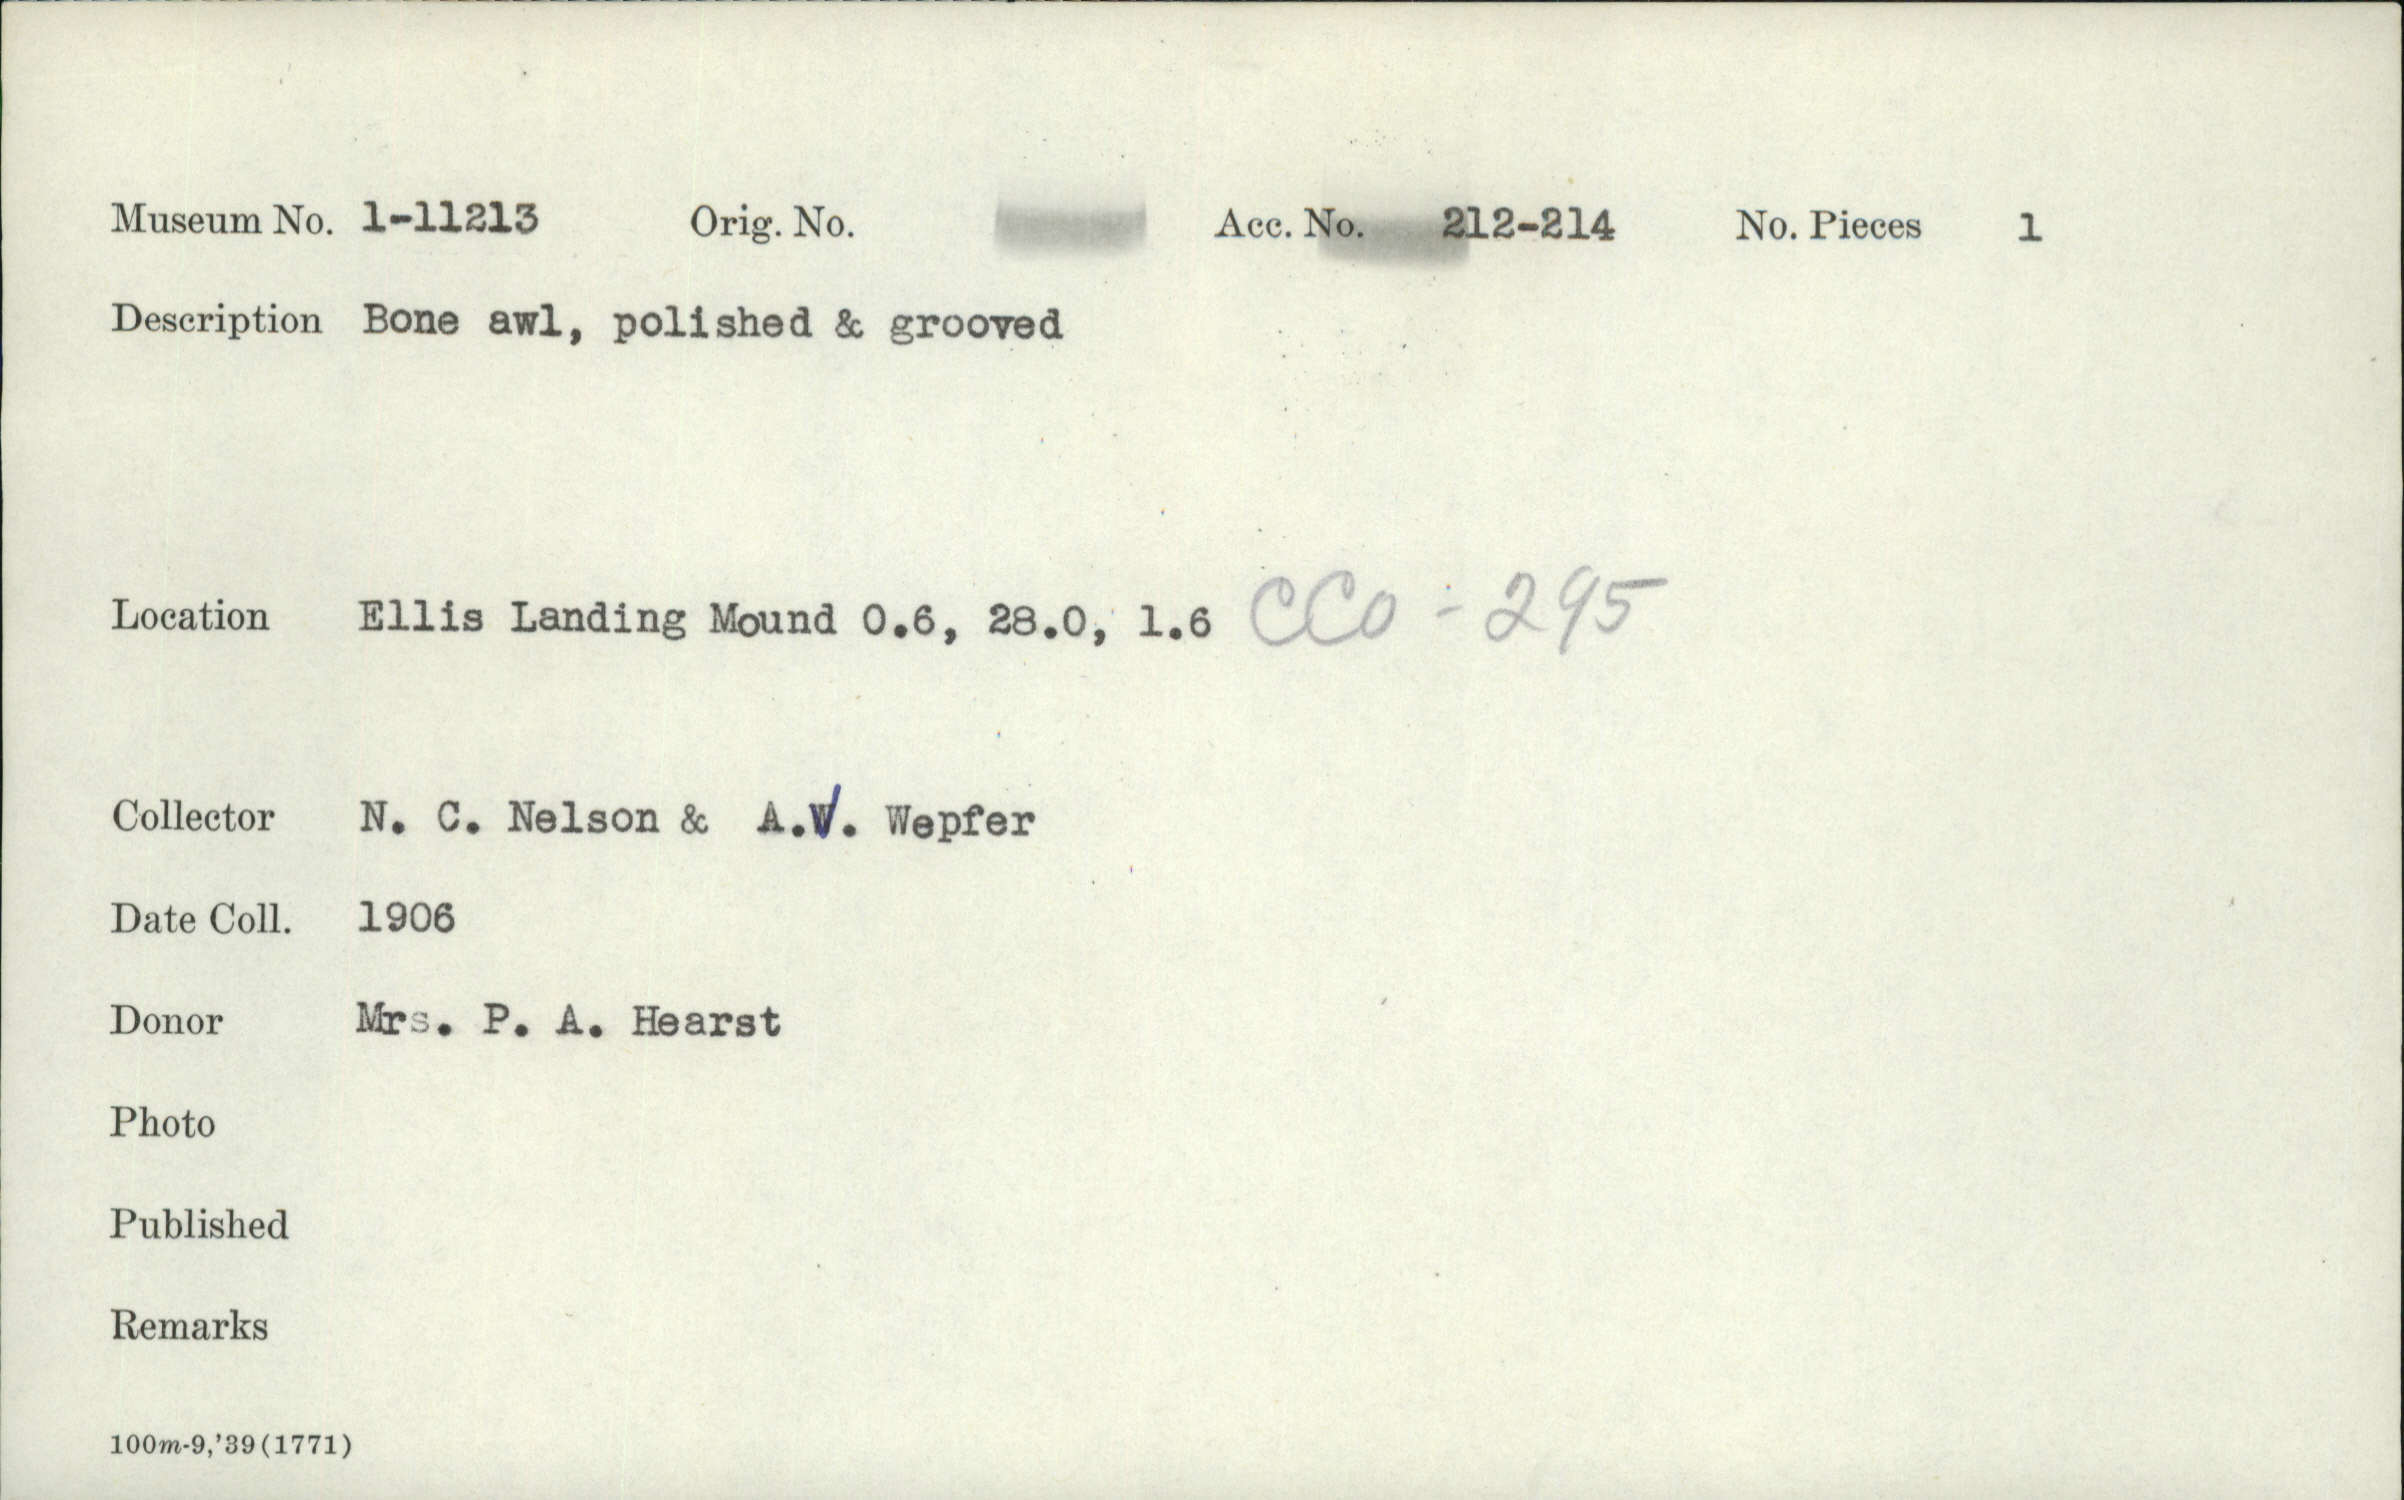 Museum No. 1-11213 Orig. No. Acc. No. 212-214 No. Pieces 1
Description Bone awl, polished & grooved
Location Ellis Landing Mound 0.6, 28.0, 1.6 CCo - 295
Collector N. C. Nelson & A.W. Wepfer
Date Coll. 1906
Donor Mrs. P. A. Hearst
Photo
Published
Remarks
100m-9,'39(1771)